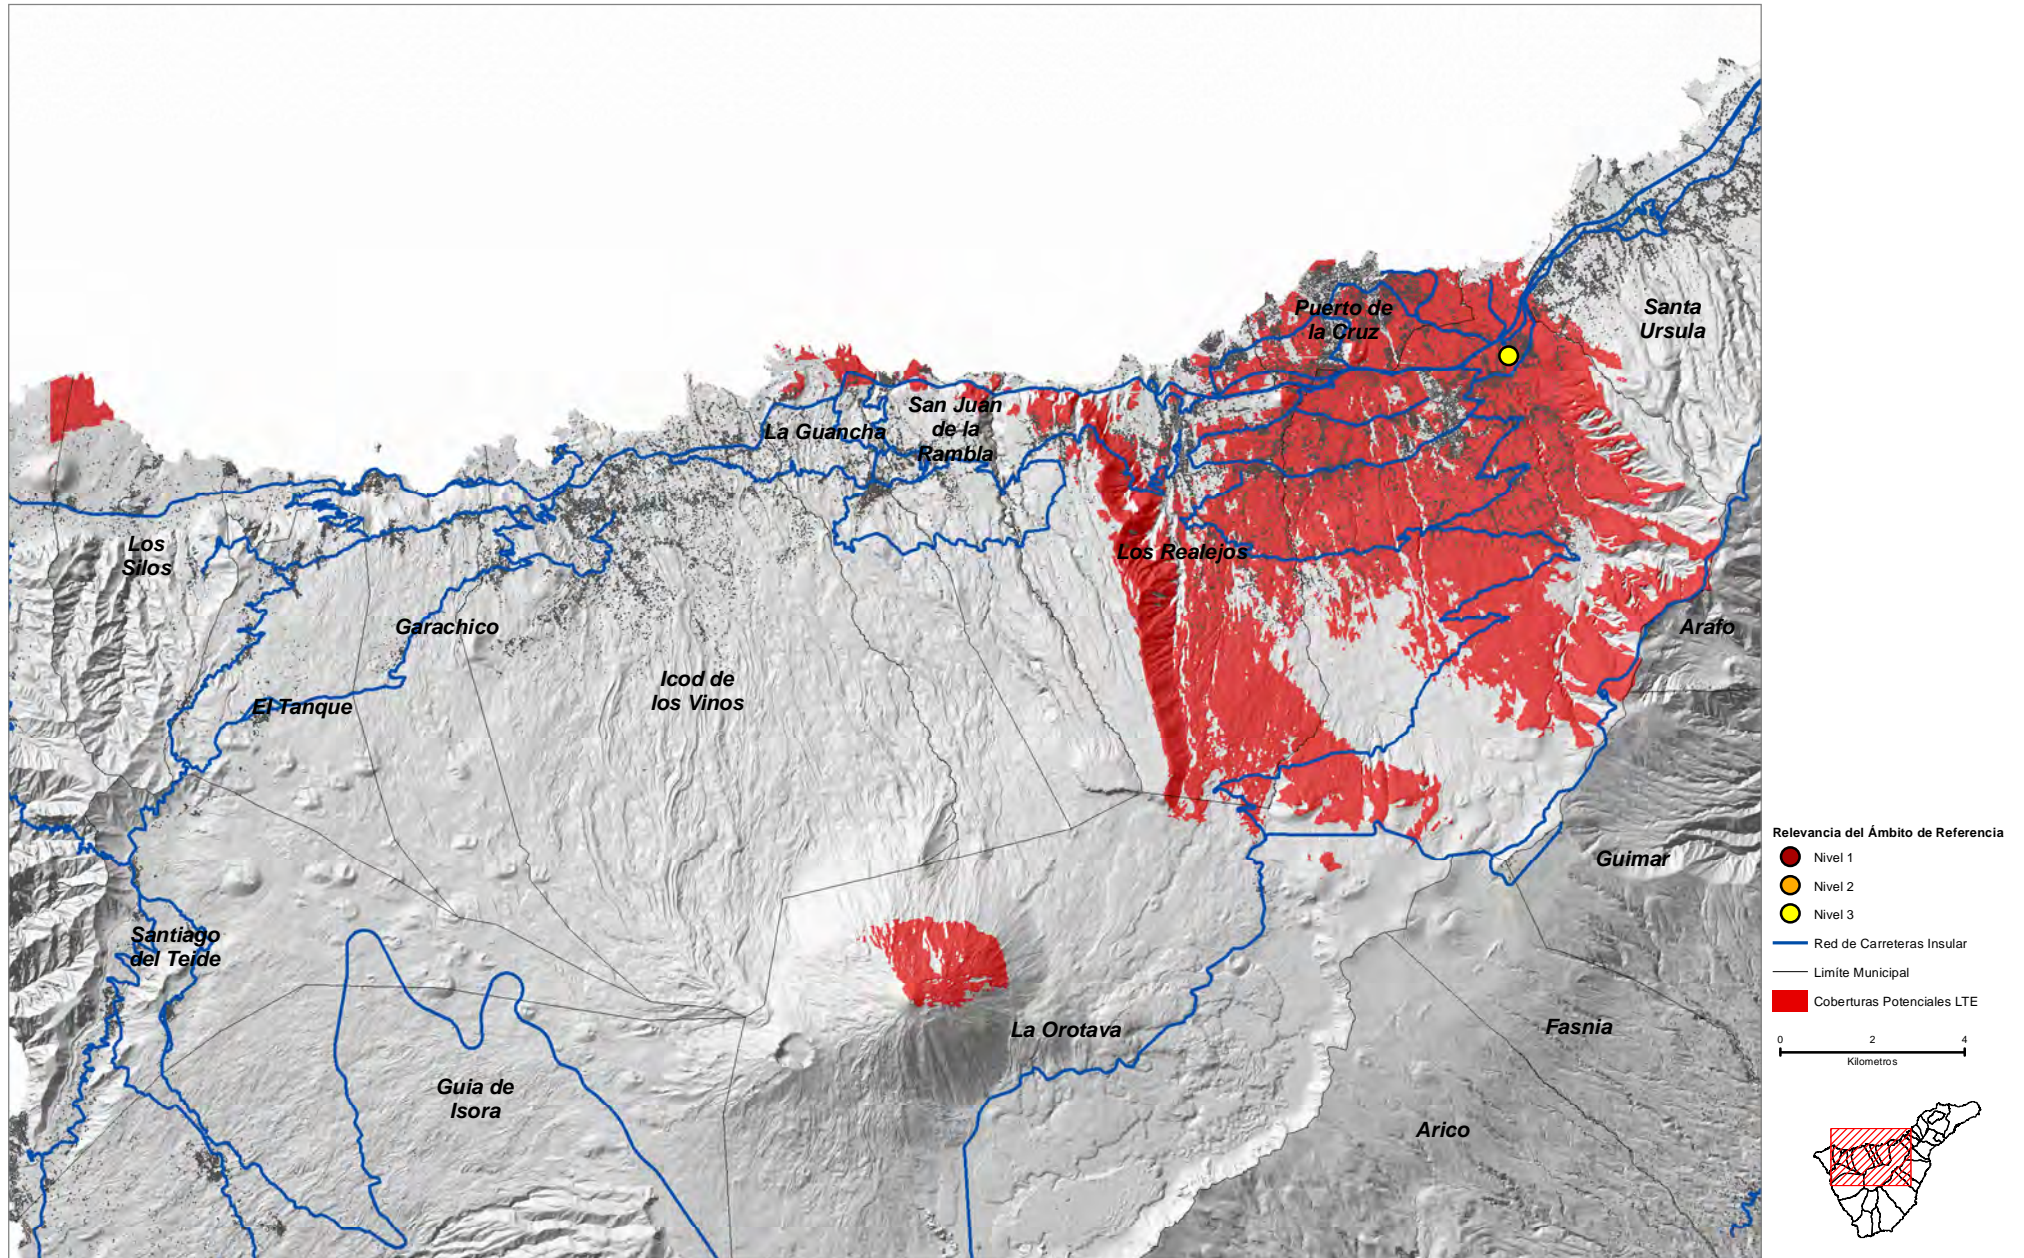 Puerto de
la Cruz
Santa
Ursula
San Juan
de la
Rambla
La Guancha
Los
Silos
Los Realejos
Garachico
Arafo
Icod de
los Vinos
El Tanque
Guimar
Santiago
del Teide
La Orotava
Fasnia
Guia de
Isora
Arico
Relevancia del Ámbito de Referencia
Nivel 1
Nivel 2
Nivel 3
Red de Carreteras Insular
Limíte Municipal
Coberturas Potenciales LTE
0 2 4
Kilometros